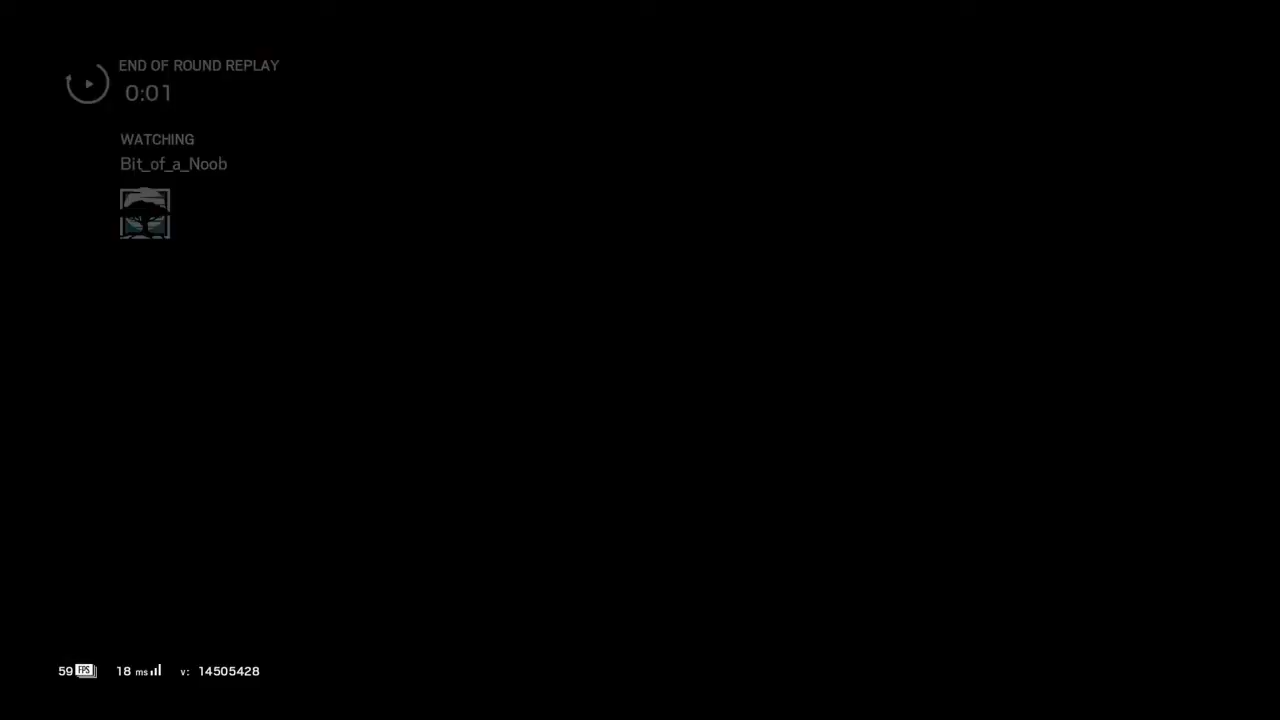 END OF ROUND REPLAY
0:01
WATCHING
Bit_of_a_Noob
59 FPS 18 ms v: 14505428